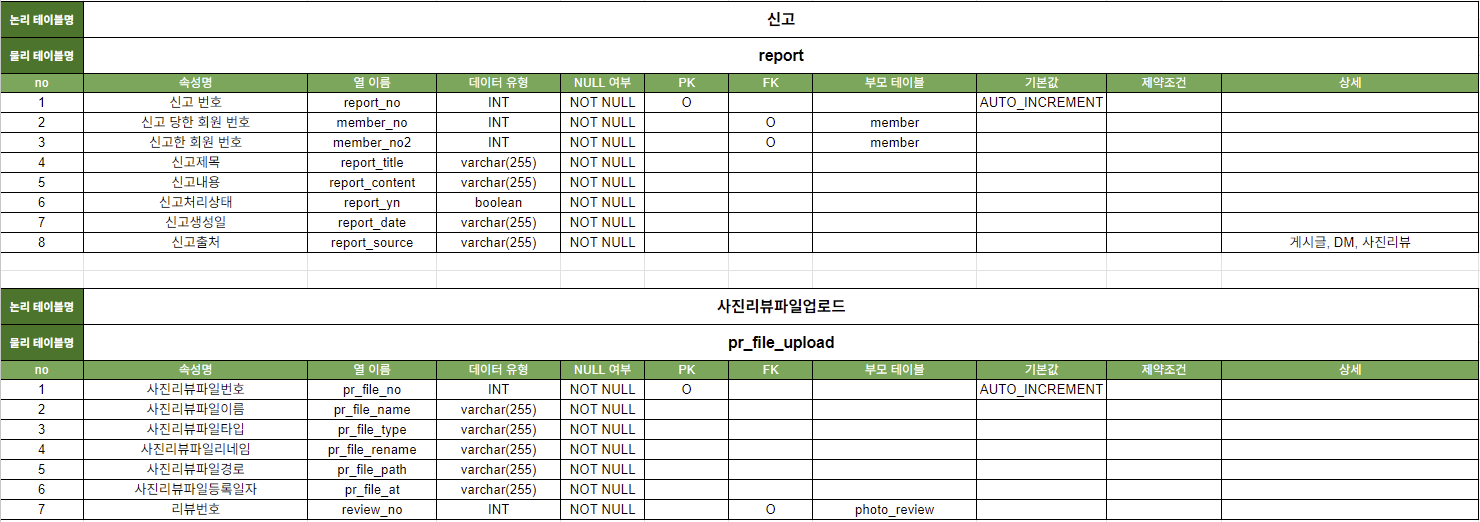 논리 테이블명 신고
물리 테이블명 report
no 속성명 열 이름 데이터 유형 NULL 여부 PK FK 부모 테이블 기본값 제약조건 상세
1 신고 번호 report_no INT NOT NULL O AUTO_INCREMENT
2 신고 당한 회원 번호 member_no INT NOT NULL O member
3 신고한 회원 번호 member_no2 INT NOT NULL O member
4 신고제목 report_title varchar(255) NOT NULL
5 신고내용 report_content varchar(255) NOT NULL
6 신고처리상태 report_yn boolean NOT NULL
7 신고생성일 report_date varchar(255) NOT NULL
8 신고출처 report_source varchar(255) NOT NULL 게시글, DM, 사진리뷰
논리 테이블명 사진리뷰파일업로드
물리 테이블명 pr_file_upload
no 속성명 열 이름 데이터 유형 NULL 여부 PK FK 부모 테이블 기본값 제약조건 상세
1 사진리뷰파일번호 pr_file_no INT NOT NULL O AUTO_INCREMENT
2 사진리뷰파일이름 pr_file_name varchar(255) NOT NULL
3 사진리뷰파일타입 pr_file_type varchar(255) NOT NULL
4 사진리뷰파일리네임 pr_file_rename varchar(255) NOT NULL
5 사진리뷰파일경로 pr_file_path varchar(255) NOT NULL
6 사진리뷰파일등록일자 pr_file_at varchar(255) NOT NULL
7 리뷰번호 review_no INT NOT NULL O photo_review